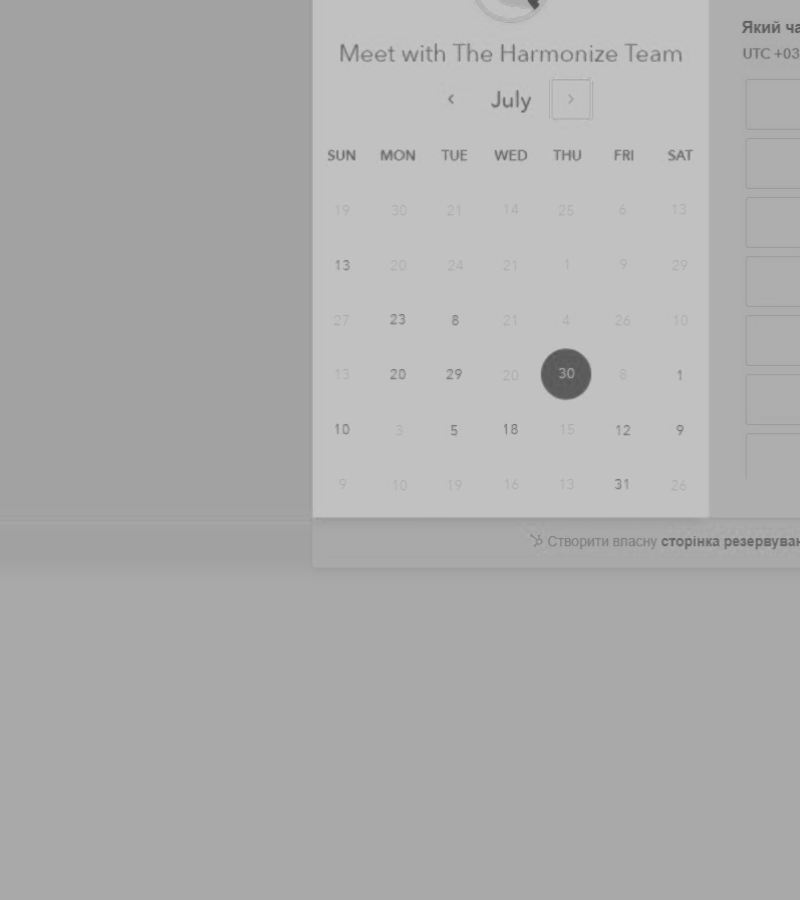 Meet with The Harmonize Team
July
SUN MON TUE WED THU FRI SAT
19 30 21 14 25 6 13
13 20 24 21 1 9 29
27 23 8 21 4 26 10
13 20 29 20 30 8 1
10 3 5 18 15 12 9
9 10 19 16 13 31 26
Який
UTC +03
Створити власну сторінка